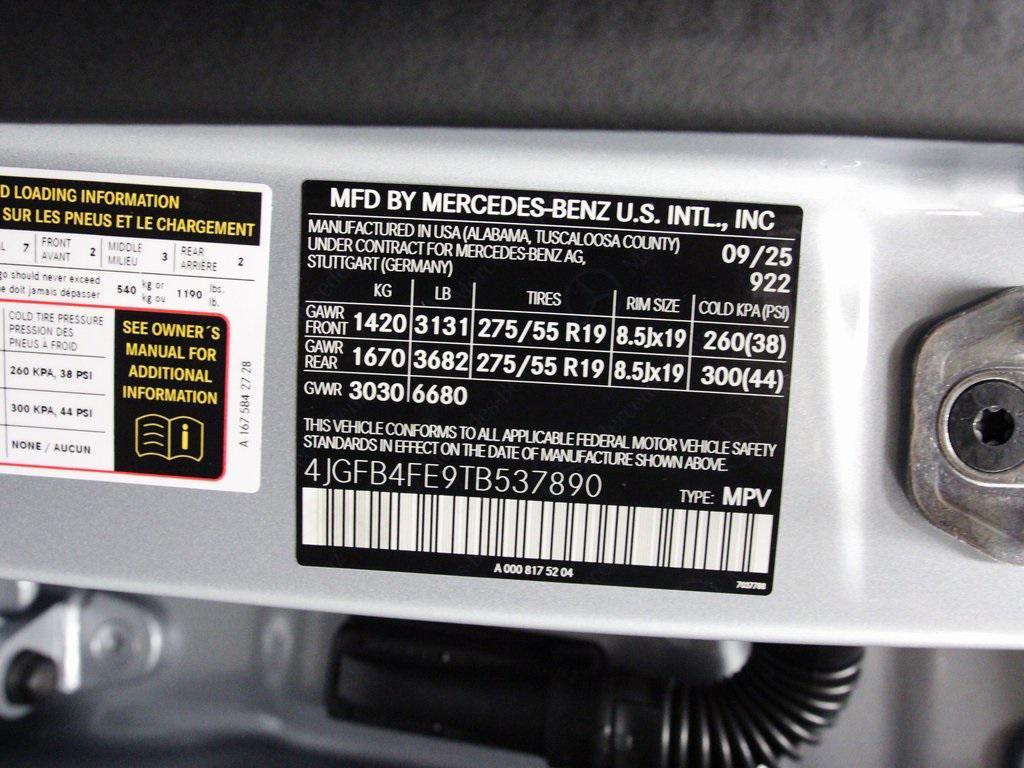 D LOADING INFORMATION
SUR LES PNEUS ET LE CHARGEMENT
7 FRONT AVANT 2 MIDDLE MILIEU 3 REAR ARRIÈRE 2
go should never exceed
e doit jamais dépasser 540 kg or kg ou 1190 lbs. lb.
COLD TIRE PRESSURE
PRESSION DES
PNEUS À FROID
260 KPA, 38 PSI
300 KPA, 44 PSI
NONE / AUCUN
SEE OWNER´S
MANUAL FOR
ADDITIONAL
INFORMATION
A 167 584 27 28
MFD BY MERCEDES-BENZ U.S. INTL., INC
MANUFACTURED IN USA (ALABAMA, TUSCALOOSA COUNTY)
UNDER CONTRACT FOR MERCEDES-BENZ AG,
STUTTGART (GERMANY)
09/25
922
KG LB TIRES RIM SIZE COLD KPA (PSI)
GAWR FRONT 1420 3131 275/55 R19 8.5Jx19 260(38)
GAWR REAR 1670 3682 275/55 R19 8.5Jx19 300(44)
GWR 3030 6680
THIS VEHICLE CONFORMS TO ALL APPLICABLE FEDERAL MOTOR VEHICLE SAFETY
STANDARDS IN EFFECT ON THE DATE OF MANUFACTURE SHOWN ABOVE.
4JGFB4FE9TB537890
TYPE: MPV
A 000 817 52 04